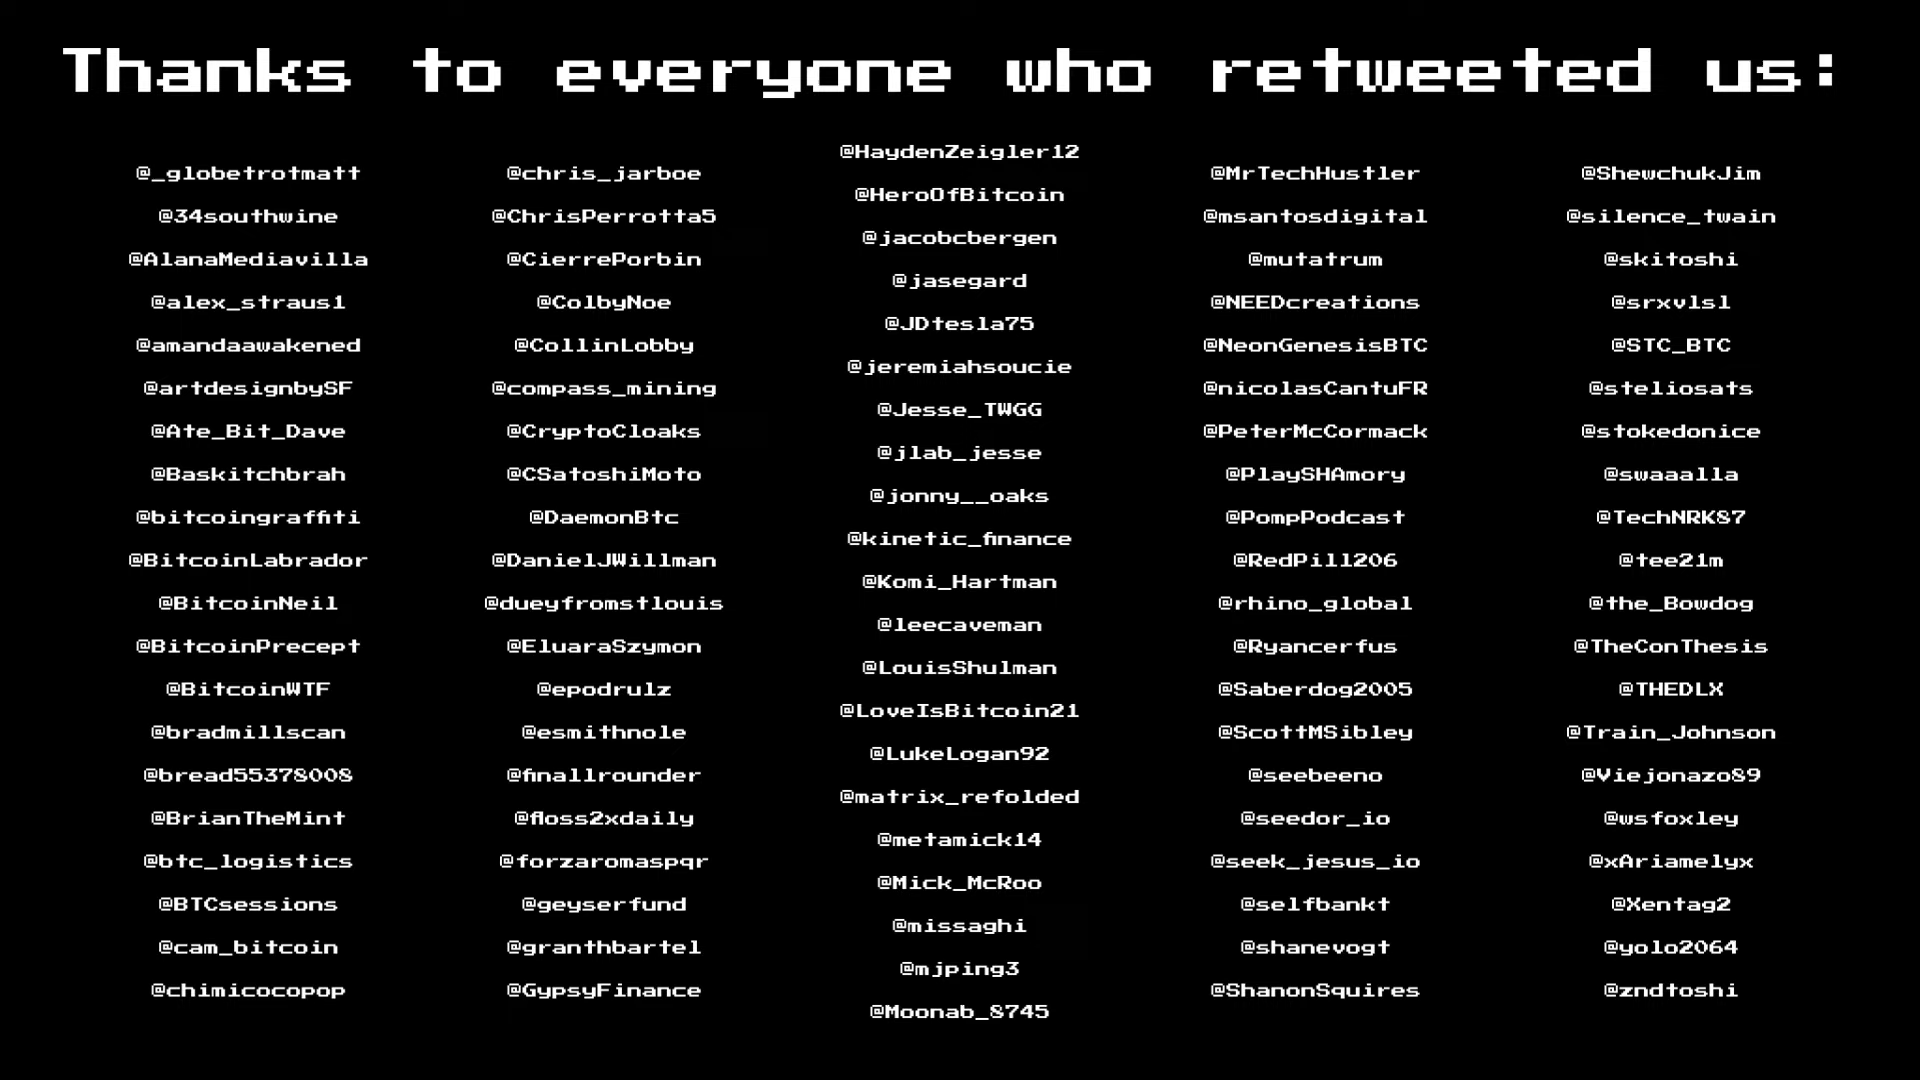 Thanks to everyone who retweeted us:
@_globetrotmatt
@34southwine
@AlanaMediavilla
@alex_straus1
@amandaawakened
@artdesignbySF
@Ate_Bit_Dave
@Baskitchbrah
@bitcoingraffiti
@BitcoinLabrador
@BitcoinNeil
@BitcoinPrecept
@BitcoinWTF
@bradmillscan
@bread55378008
@BrianTheMint
@btc_logistics
@BTCsessions
@cam_bitcoin
@chimicocopop
@chris_jarboe
@ChrisPerrotta5
@CierrePorbin
@ColbyNoe
@CollinLobby
@compass_mining
@CryptoCloaks
@CSatoshiMoto
@DaemonBtc
@DanielJWillman
@dueyfromstlouis
@EluaraSzymon
@epodrulz
@esmithnole
@finallrounder
@floss2xdaily
@forzaromaspqr
@geyserfund
@granthbartel
@GypsyFinance
@HaydenZeigler12
@HeroOfBitcoin
@jacobcbergen
@jasegard
@JDtesla75
@jeremiahsoucie
@Jesse_TWGG
@jlab_jesse
@jonny__oaks
@kinetic_finance
@Komi_Hartman
@leecaveman
@LouisShulman
@LoveIsBitcoin21
@LukeLogan92
@matrix_refolded
@metamick14
@Mick_McRoo
@missaghi
@mjping3
@Moonab_8745
@MrTechHustler
@msantosdigital
@mutatrum
@NEEDcreations
@NeonGenesisBTC
@nicolasCantuFR
@PeterMcCormack
@PlaySHAmory
@PompPodcast
@RedPill206
@rhino_global
@Ryancerfus
@Saberdog2005
@ScottMSibley
@seebeeno
@seedor_io
@seek_jesus_io
@selfbankt
@shanevogt
@ShanonSquires
@ShewchukJim
@silence_twain
@skitoshi
@srxvlsl
@STC_BTC
@steliosats
@stokedonice
@swaaalla
@TechNRK87
@tee21m
@the_Bowdog
@TheConThesis
@THEDLX
@Train_Johnson
@Viejonazo89
@wsfoxley
@xAriamelyx
@Xentag2
@yolo2064
@zndtoshi